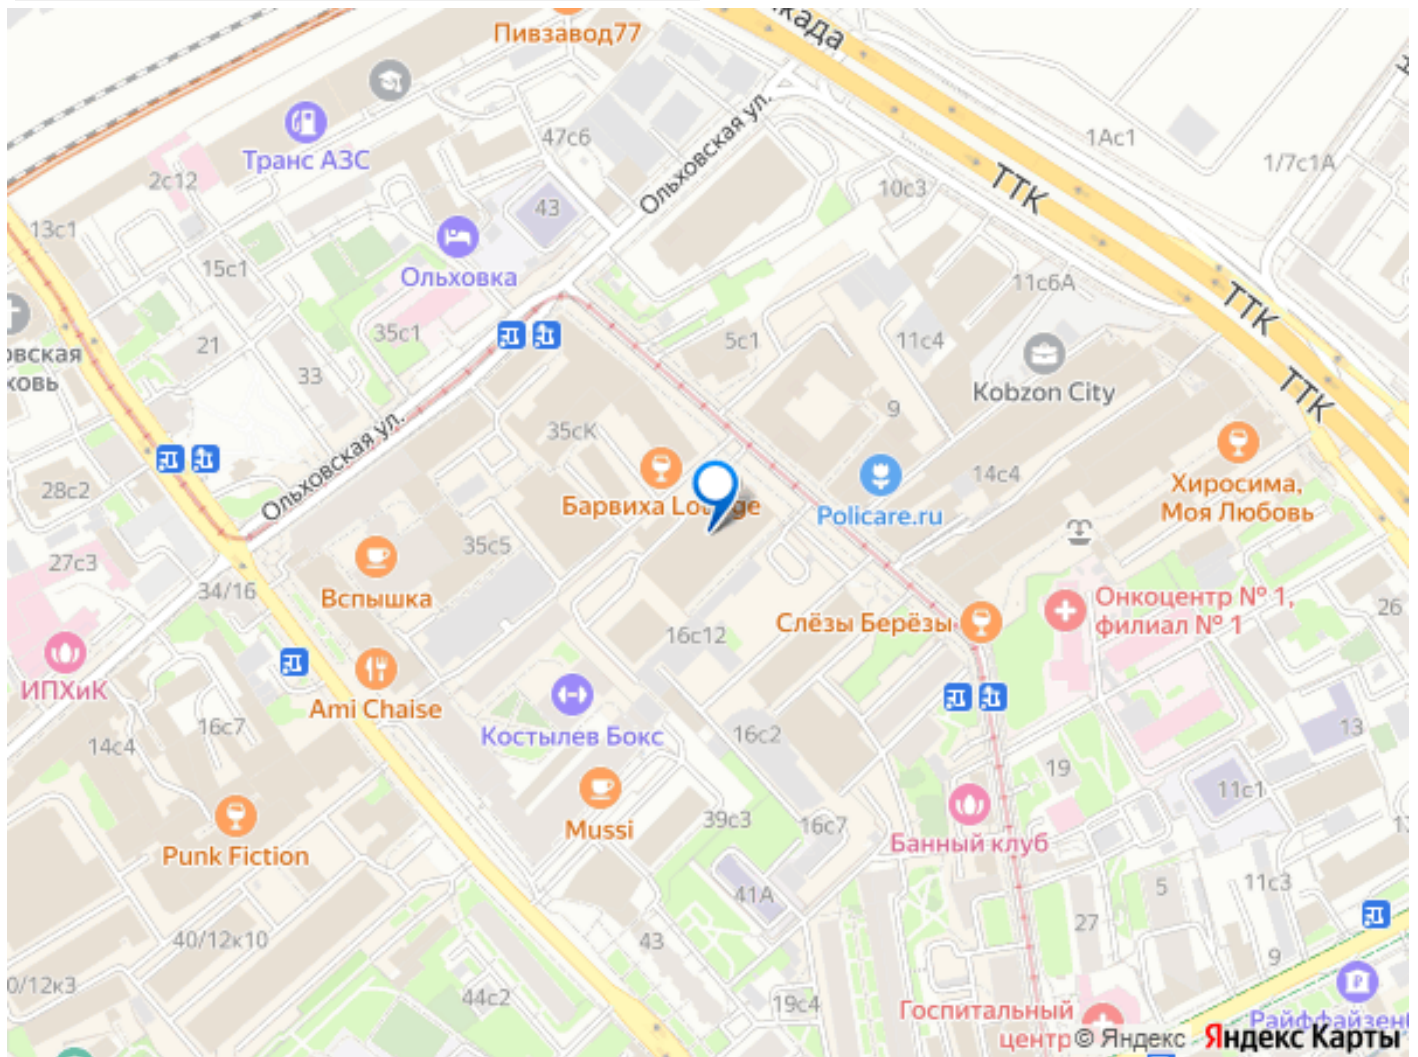 Пивзавод77
када
1Ас1
1/7с1А
Транс АЗС
47с6
Ольховская ул.
2с12
10с3
ТТК
43
13с1
Ольховка
15с1
11с6А
ТТК
35с1
21
5с1
11с4
овская
ковь
33
Kobzon City
ТТК
9
35сК
Ольховская ул.
14с4
Хиросима,
Моя Любовь
28с2
Барвиха
Policare.ru
35с5
27с3
34/16
Вспышка
16с12
Слёзы Берёзы
Онкоцентр № 1,
филиал № 1
26
ИПХиК
Ami Chaise
16с7
14с4
Костылев Бокс
16с2
13
19
11с1
Mussi
39с3
16с7
Банный клуб
Punk Fiction
41А
5
11с3
27
40/12к10
43
9
0/12к3
44с2
19с4
Госпитальный
центр
Райффайзен
© Яндекс Яндекс Карты